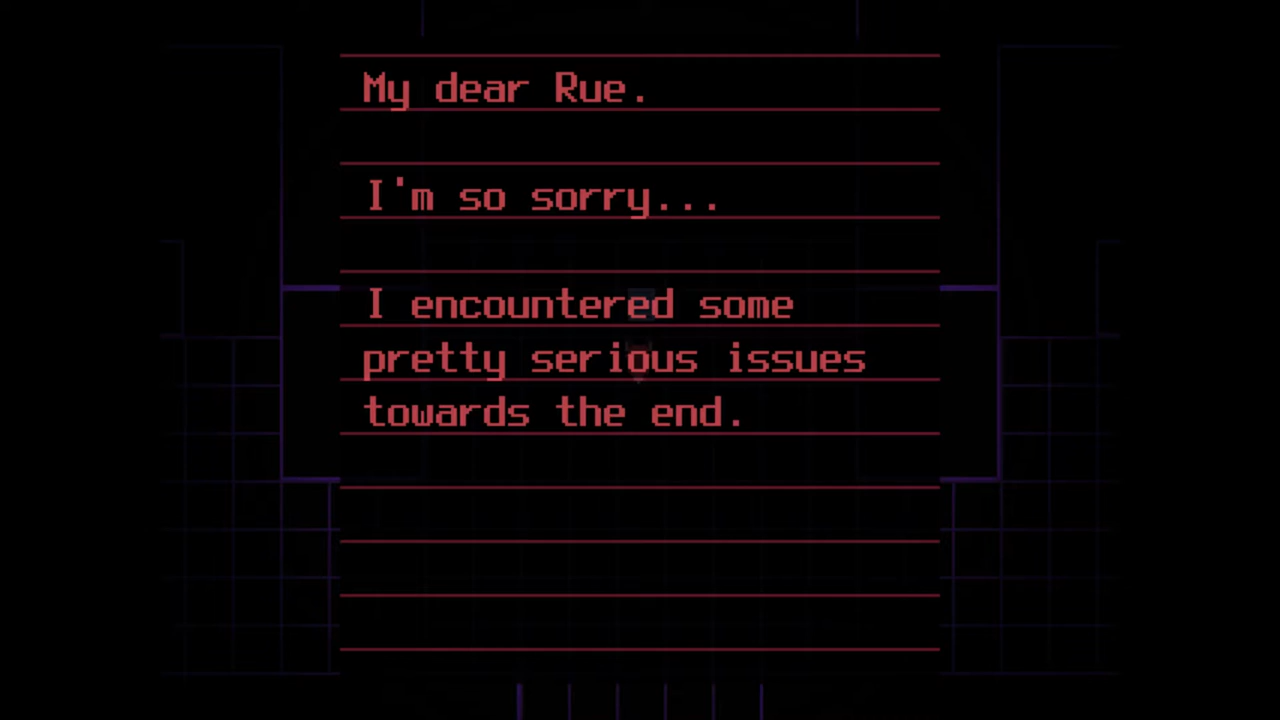 My dear Rue.
I'm so sorry...
I encountered some
pretty serious issues
towards the end.